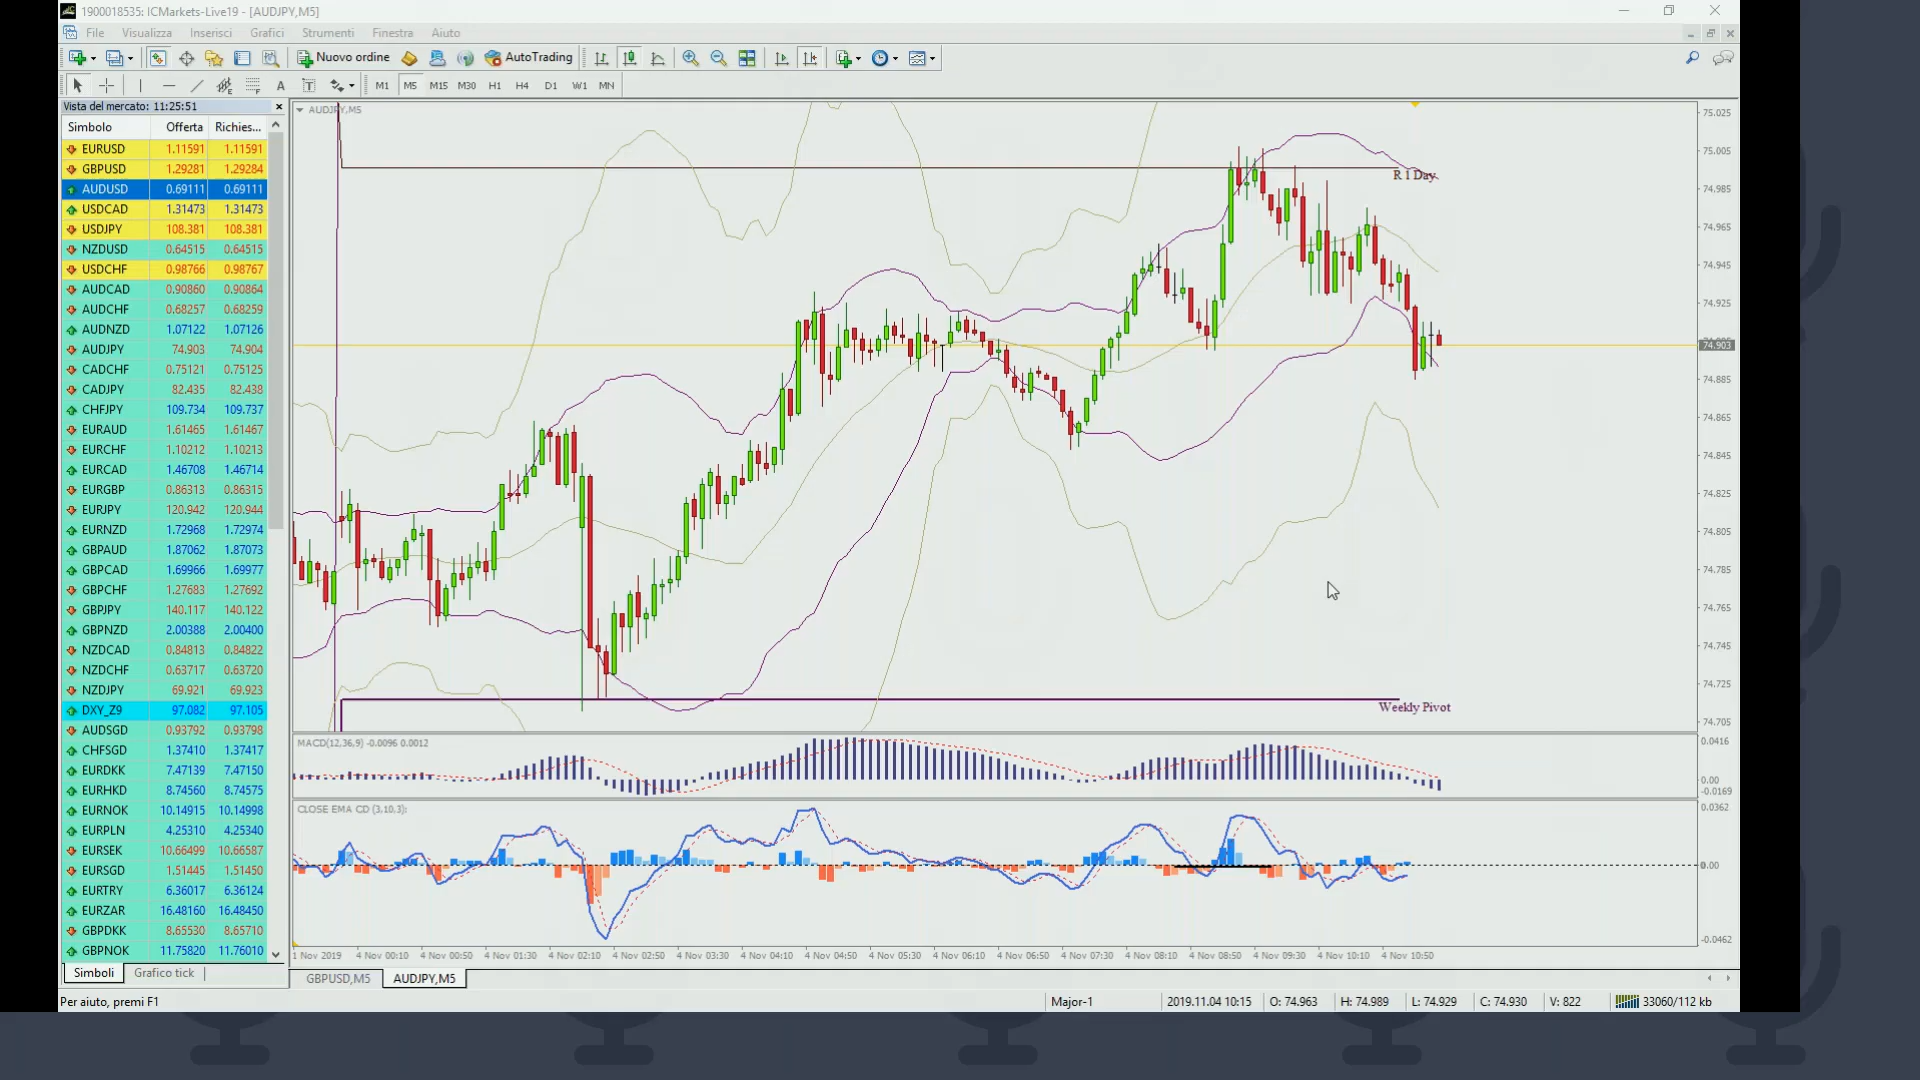 1900018535: ICMarkets-Live19 - [AUDJPY,M5]
File Visualizza Inserisci Grafici Strumenti Finestra Aiuto
Nuovo ordine AutoTrading
A T M1 M5 M15 M30 H1 H4 D1 W1 MN
Vista del mercato: 11:25:51
Simbolo Offerta Richies...
EURUSD 1.11591 1.11591
GBPUSD 1.29281 1.29284
AUDUSD 0.69111 0.69111
USDCAD 1.31473 1.31473
USDJPY 108.381 108.381
NZDUSD 0.64515 0.64515
USDCHF 0.98766 0.98767
AUDCAD 0.90860 0.90864
AUDCHF 0.68257 0.68259
AUDNZD 1.07122 1.07126
AUDJPY 74.903 74.904
CADCHF 0.75121 0.75125
CADJPY 82.435 82.438
CHFJPY 109.734 109.737
EURAUD 1.61465 1.61467
EURCHF 1.10212 1.10213
EURCAD 1.46708 1.46714
EURGBP 0.86313 0.86315
EURJPY 120.942 120.944
EURNZD 1.72968 1.72974
GBPAUD 1.87062 1.87073
GBPCAD 1.69966 1.69977
GBPCHF 1.27683 1.27692
GBPJPY 140.117 140.122
GBPNZD 2.00388 2.00400
NZDCAD 0.84813 0.84822
NZDCHF 0.63717 0.63720
NZDJPY 69.921 69.923
DXY_Z9 97.082 97.105
AUDSGD 0.93792 0.93798
CHFSGD 1.37410 1.37417
EURDKK 7.47139 7.47150
EURHKD 8.74560 8.74575
EURNOK 10.14915 10.14998
EURPLN 4.25310 4.25340
EURSEK 10.66499 10.66587
EURSGD 1.51445 1.51450
EURTRY 6.36017 6.36124
EURZAR 16.48160 16.48450
GBPDKK 8.65530 8.65710
GBPNOK 11.75820 11.76010
Simboli Grafico tick
AUDJPY,M5
R 1 Day
Weekly Pivot
75.025
75.005
74.985
74.965
74.945
74.925
74.903
74.885
74.865
74.845
74.825
74.805
74.785
74.765
74.745
74.725
74.705
MACD(12,36,9) -0.0096 0.0012
0.0416
0.00
-0.0169
CLOSE EMA CD (3,10,3):
0.0362
0.00
-0.0462
1 Nov 2019 4 Nov 00:10 4 Nov 00:50 4 Nov 01:30 4 Nov 02:10 4 Nov 02:50 4 Nov 03:30 4 Nov 04:10 4 Nov 04:50 4 Nov 05:30 4 Nov 06:10 4 Nov 06:50 4 Nov 07:30 4 Nov 08:10 4 Nov 08:50 4 Nov 09:30 4 Nov 10:10 4 Nov 10:50
GBPUSD,M5 AUDJPY,M5
Per aiuto, premi F1 Major-1 2019.11.04 10:15 O: 74.963 H: 74.989 L: 74.929 C: 74.930 V: 822 33060/112 kb